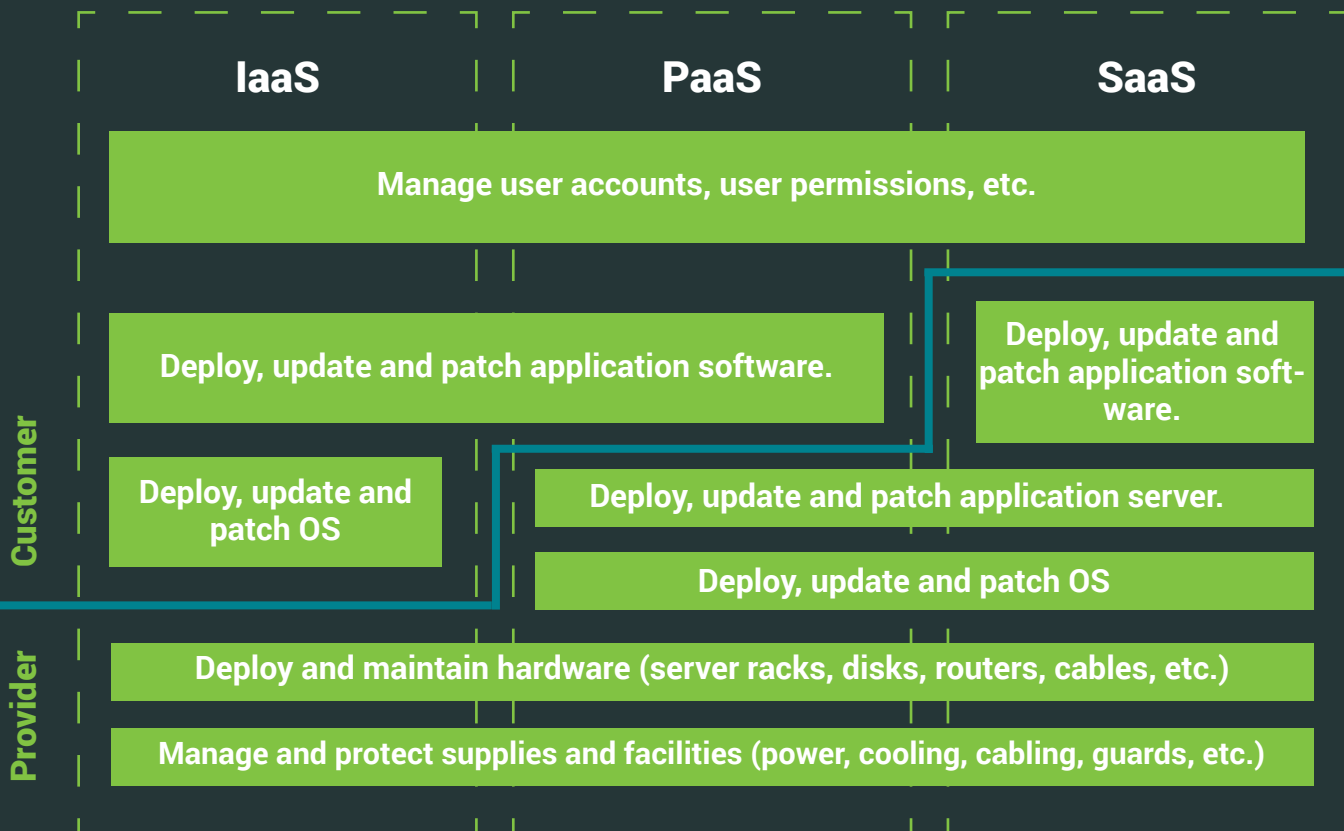 IaaS
PaaS
SaaS
Manage user accounts, user permissions, etc.
Deploy, update and patch application software.
Deploy, update and
patch application soft-
ware.
Customer
Deploy, update and
patch OS
Deploy, update and patch application server.
Deploy, update and patch OS
Provider
Deploy and maintain hardware (server racks, disks, routers, cables, etc.)
Manage and protect supplies and facilities (power, cooling, cabling, guards, etc.)